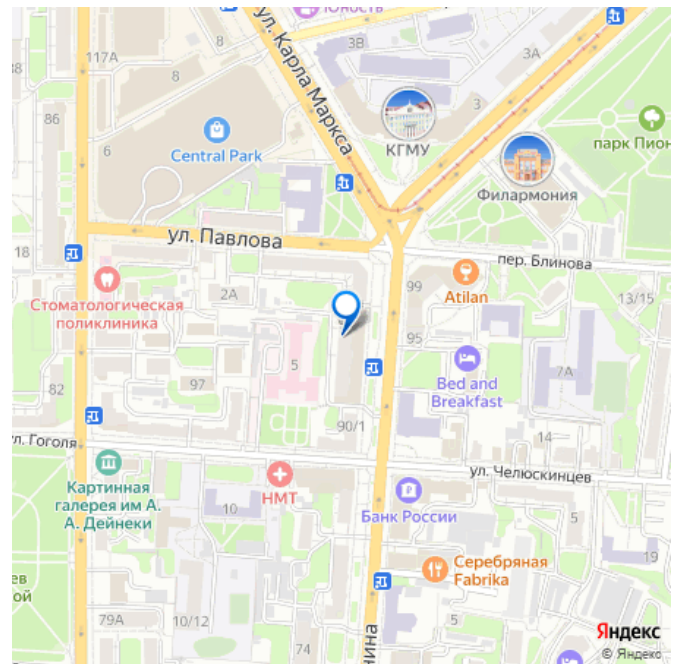 Юность
ул. Карла Маркса
117А
8
8
3В
3А
3
86
6
Central Park
КГМУ
парк Пион
Филармония
ул. Павлова
18
пер. Блинова
Стоматологическая
поликлиника
2А
99
Atilan
13/15
95
5
97
82
Bed and
Breakfast
7А
90/1
ул. Гоголя
14
ул. Челюскинцев
Картинная
галерея им А.
А. Дейнеки
НМТ
10
Банк России
5
Серебряная
Fabrika
19
ев
ой
79А
10/12
74
нина
5
Яндекс
© Яндекс